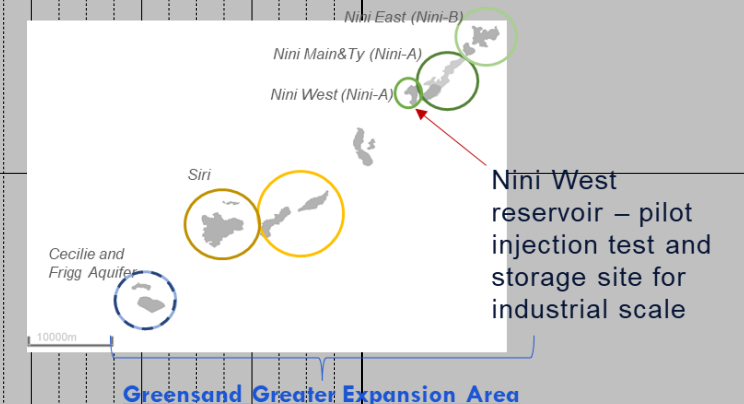 Nini East (Nini-B)
Nini Main&Ty (Nini-A)
Nini West (Nini-A)
Siri
Cecilie and
Frigg Aquifer
Nini West
reservoir – pilot
injection test and
storage site for
industrial scale
10000m
Greensand Greater Expansion Area